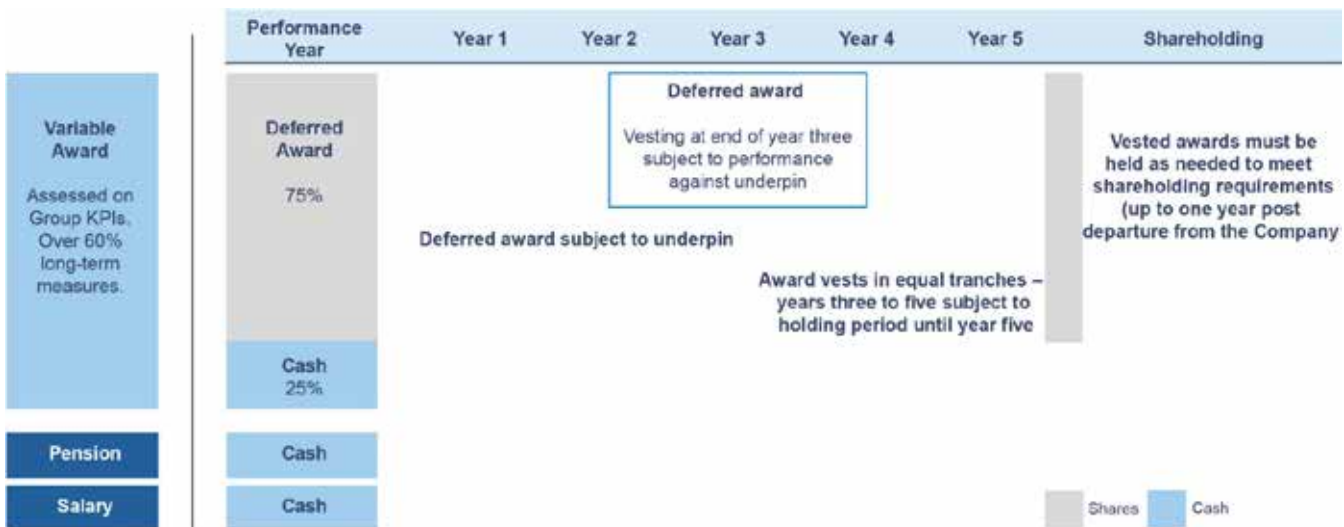 Performance
Year
Year 1
Year 2
Year 3
Year 4
Year 5
Shareholding
Variable
Award
Assessed on
Group KPIs.
Over 60%
long-term
measures.
Deferred
Award
75%
Deferred award
Vesting at end of year three
subject to performance
against underpin
Deferred award subject to underpin
Award vests in equal tranches –
years three to five subject to
holding period until year five
Vested awards must be
held as needed to meet
shareholding requirements
(up to one year post
departure from the Company
Cash
25%
Pension
Cash
Salary
Cash
Shares
Cash